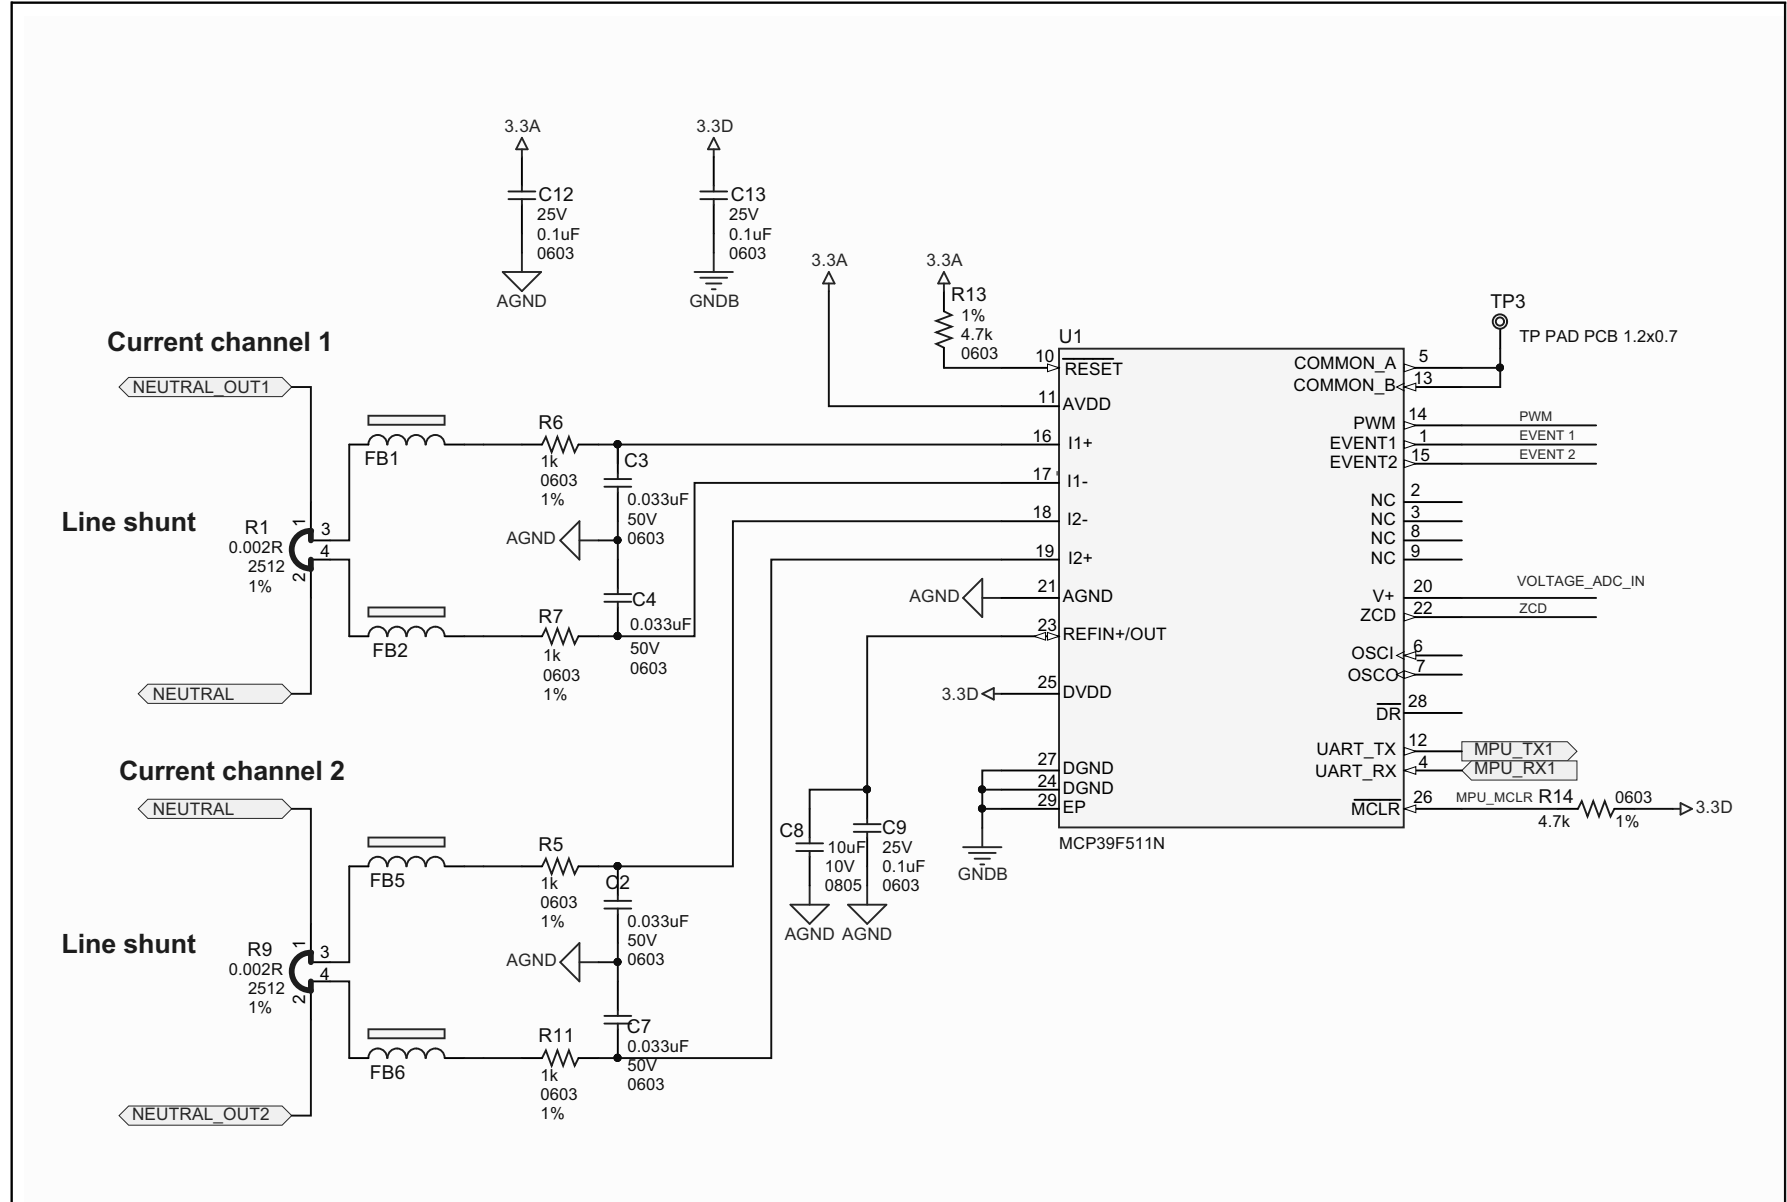 3.3A
C12
25V
0.1uF
0603
AGND
3.3D
C13
25V
0.1uF
0603
GNDB
3.3A
3.3A
R13
1%
4.7k
0603
Current channel 1
NEUTRAL_OUT1
FB1
R6
1k
0603
1%
C3
0.033uF
50V
0603
Line shunt
R1
0.002R
2512
1%
1
3
4
2
AGND
C4
0.033uF
50V
0603
FB2
R7
1k
0603
1%
NEUTRAL
Current channel 2
NEUTRAL
FB5
R5
1k
0603
1%
C2
0.033uF
50V
0603
Line shunt
R9
0.002R
2512
1%
1
3
4
2
AGND
C7
0.033uF
50V
0603
FB6
R11
1k
0603
1%
NEUTRAL_OUT2
U1
10 RESET
11 AVDD
16 I1+
17 I1-
18 I2-
19 I2+
AGND 21 AGND
23 REFIN+/OUT
3.3D 25 DVDD
27 DGND
24 DGND
29 EP
GNDB
MCP39F511N
C8
10uF
10V
0805
AGND
C9
25V
0.1uF
0603
AGND
TP3
TP PAD PCB 1.2x0.7
COMMON_A 5
COMMON_B 13
PWM 14 PWM
EVENT1 1 EVENT 1
EVENT2 15 EVENT 2
NC 2
NC 3
NC 8
NC 9
V+ 20 VOLTAGE_ADC_IN
ZCD 22 ZCD
OSCI 6
OSCO 7
DR 28
UART_TX 12 MPU_TX1
UART_RX 4 MPU_RX1
MCLR 26 MPU_MCLR R14 0603 3.3D
4.7k 1%